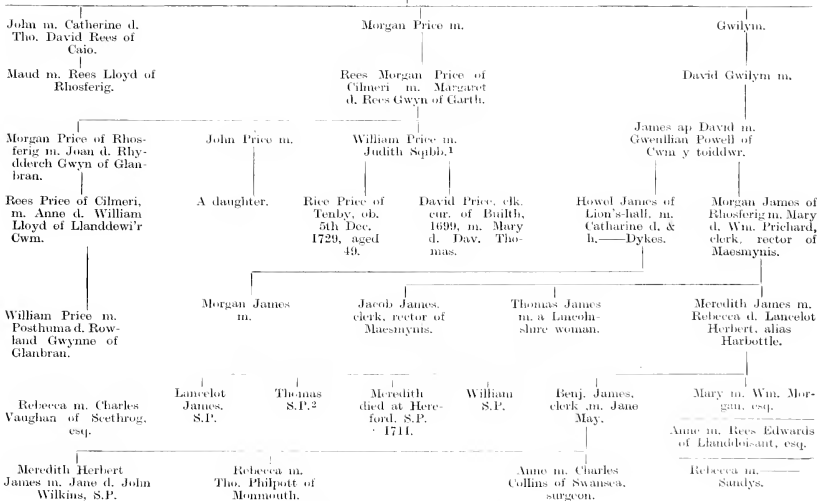 John m. Catherine d.
Tho. David Rees of
Caio.
Morgan Price m.
Gwilym.
Maud m. Rees Lloyd of
Rhosferig.
Rees Morgan Price of
Cilmeri m. Margaret
d. Rees Gwyn of Garth.
David Gwilym m.
Morgan Price of Rhos-
ferig m. Joan d. Rhy-
dderch Gwyn of Glan-
bran.
John Price m.
William Price m.
Judith Sqbb.1
James ap David m.
Gwenllian Powell of
Cwm y toiddwr.
Rees Price of Cilmeri,
m. Anne d. William
Lloyd of Llanddewi'r
Cwm.
A daughter.
Rice Price of
Tenby, ob.
5th Dec.
1729, aged
49.
David Price, clk.
cur. of Builth,
1699, m. Mary
d. Dav. Tho-
mas.
Howel James of
Lion's-hall, m.
Catharine d. &
h.——Dykes.
Morgan James of
Rhosferig m. Mary
d. Wm. Prichard,
clerk, rector of
Maesmynis.
William Price m.
Posthuma d. Row-
land Gwynne of
Glanbran.
Morgan James
m.
Jacob James,
clerk, rector of
Maesmynis.
Thomas James
m. a Lincoln-
shire woman.
Meredith James m.
Rebecca d. Lancelot
Herbert, alias
Harbottle.
Rebecca m. Charles
Vaughan of Scethrog,
esq.
Lancelot
James,
S.P.
Thomas
S.P.2
Meredith
died at Here-
ford, S.P.
1711.
William
S.P.
Benj. James,
clerk ,m. Jane
May.
Mary m. Wm. Mor-
gan, esq.
Anne m. Rees Edwards
of Llanddoisant, esq.
Rebecca m.——
Sandys.
Meredith Herbert
James m. Jane d. John
Wilkins, S.P.
Rebecca m.
Tho. Philpott of
Monmouth.
Anne m. Charles
Collins of Swansea,
surgeon.